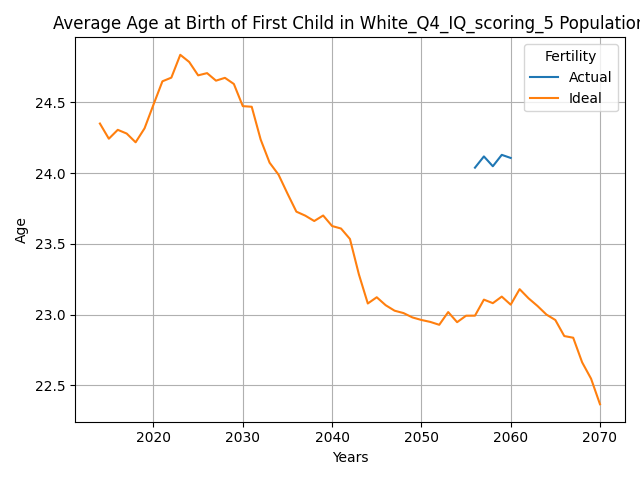 Average Age at Birth of First Child in White_Q4_IQ_scoring_5 Population
Fertility
Actual
Ideal
24.5
24.0
23.5
23.0
22.5
Age
2020 2030 2040 2050 2060 2070
Years